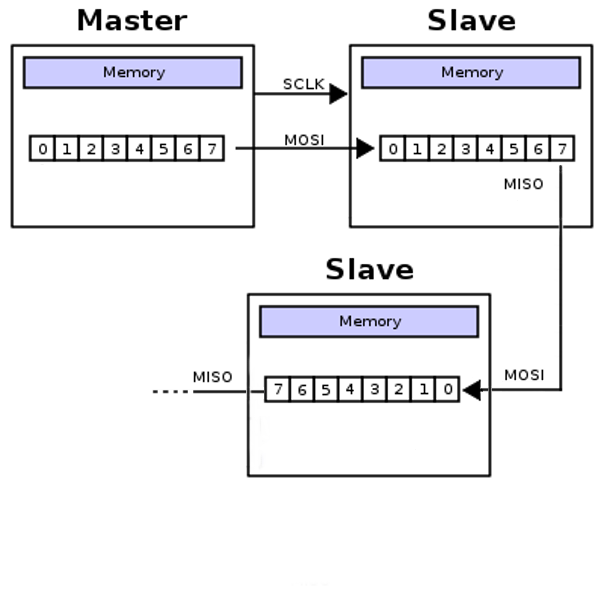 Master
Slave
Memory
Memory
SCLK
MOSI
0 1 2 3 4 5 6 7
0 1 2 3 4 5 6 7
MISO
Slave
Memory
MISO
MOSI
7 6 5 4 3 2 1 0